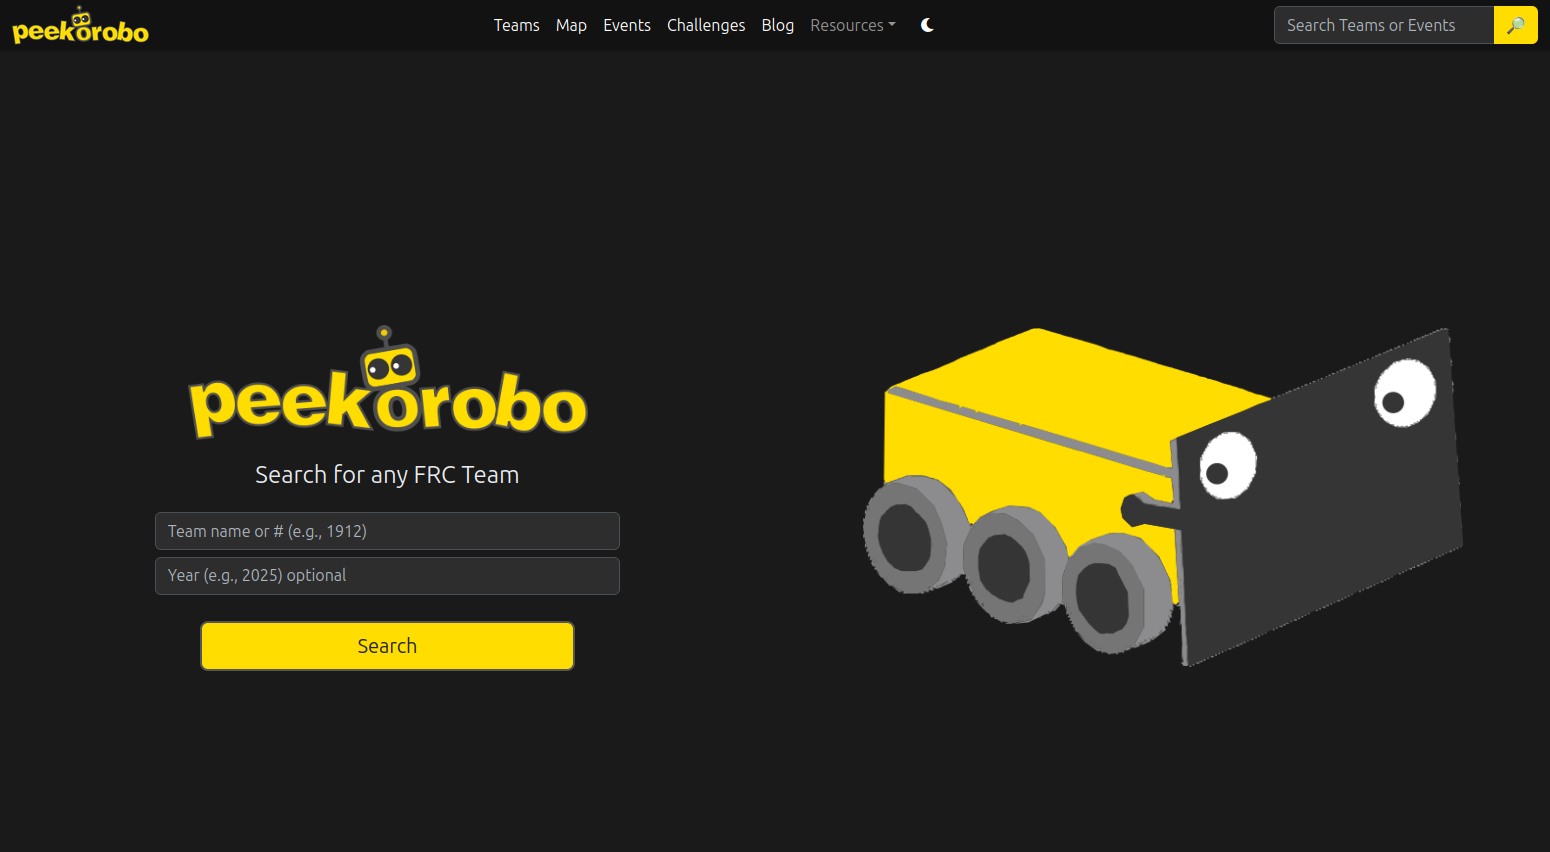 peekorobo
Teams Map Events Challenges Blog Resources
Search Teams or Events
peekorobo
Search for any FRC Team
Team name or # (e.g., 1912)
Year (e.g., 2025) optional
Search